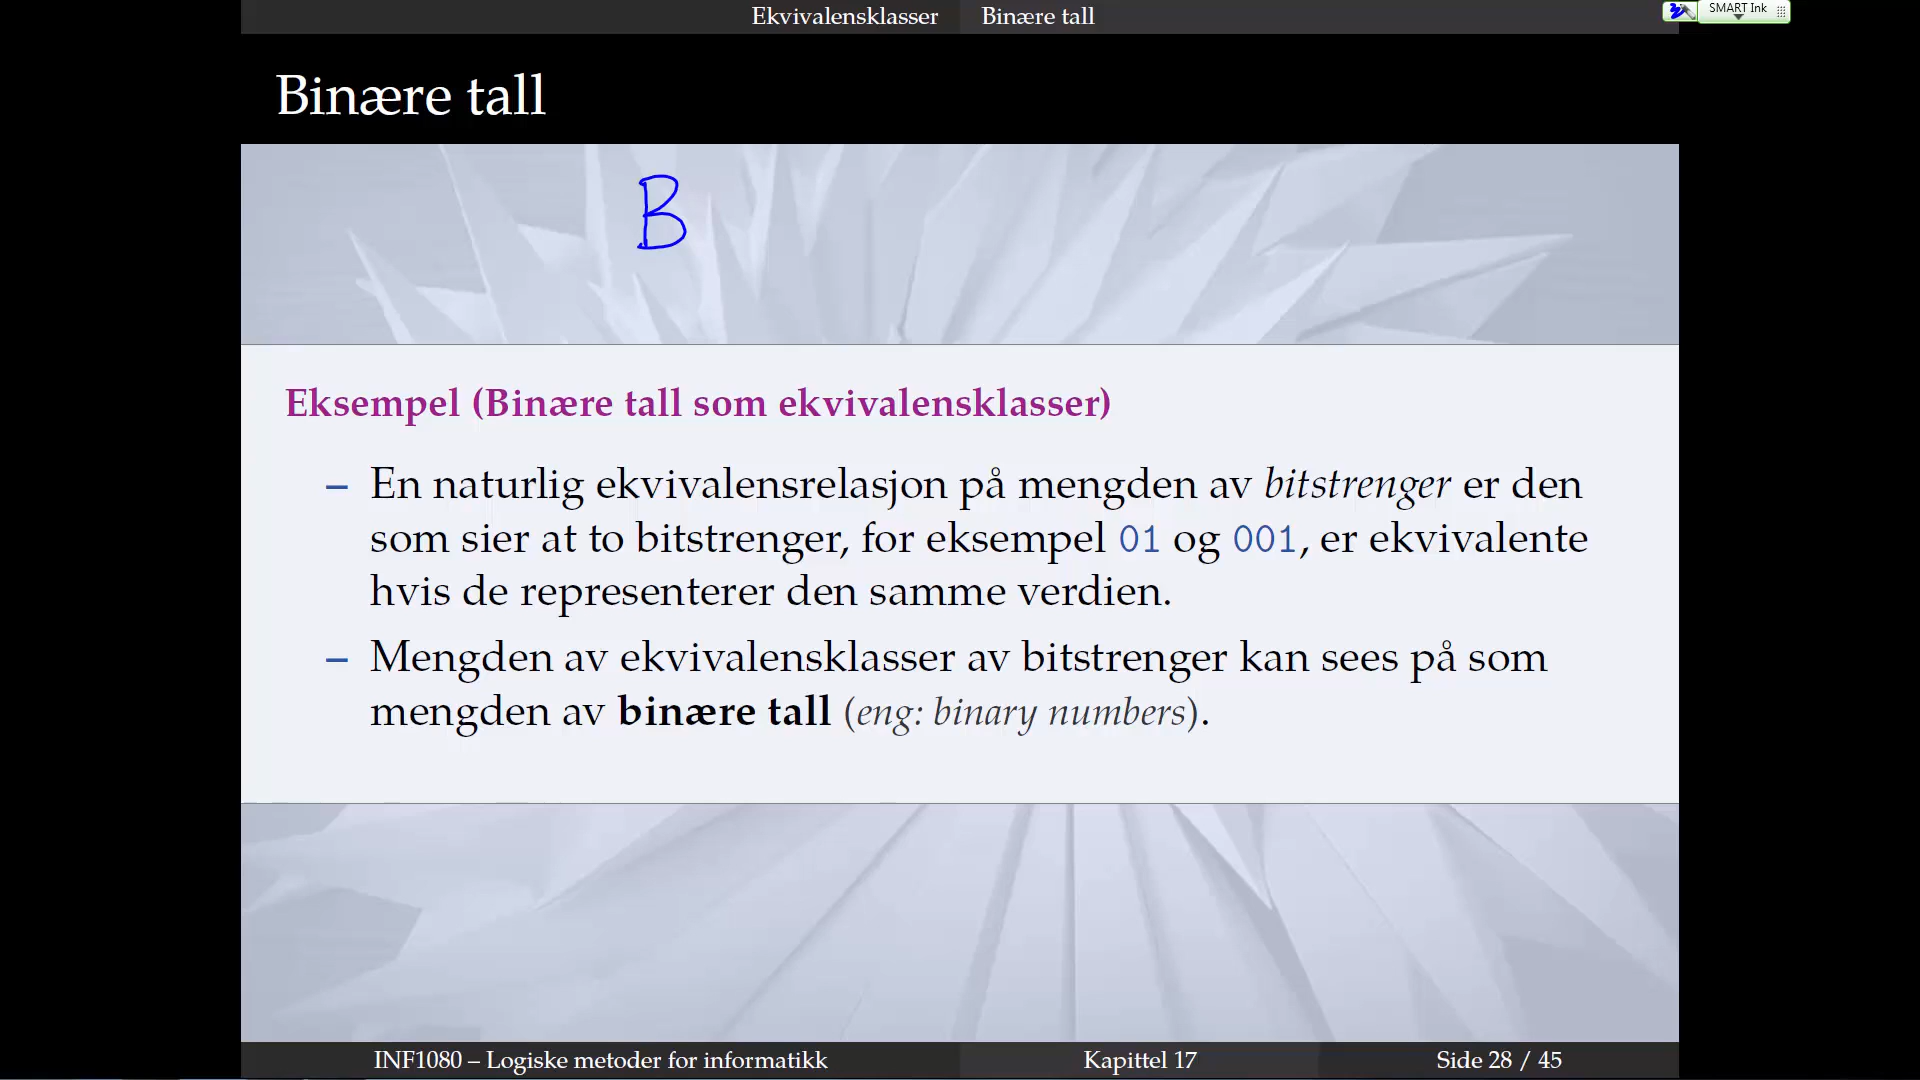 Ekvivalensklasser Binære tall
SMART Ink
Binære tall
B
Eksempel (Binære tall som ekvivalensklasser)
– En naturlig ekvivalensrelasjon på mengden av bitstrenger er den
som sier at to bitstrenger, for eksempel 01 og 001, er ekvivalente
hvis de representerer den samme verdien.
– Mengden av ekvivalensklasser av bitstrenger kan sees på som
mengden av binære tall (eng: binary numbers).
INF1080 – Logiske metoder for informatikk Kapittel 17 Side 28 / 45